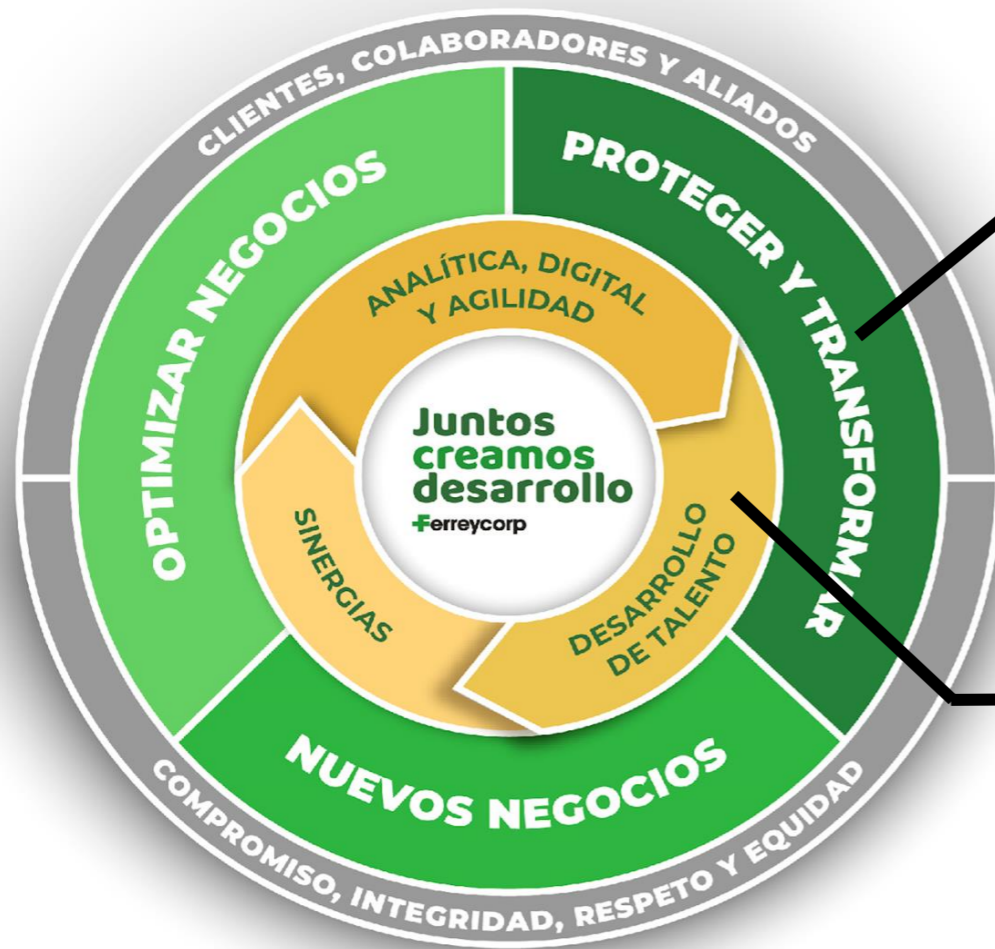 CLIENTES, COLABORADORES Y ALIADOS
OPTIMIZAR NEGOCIOS
PROTEGER Y TRANSFORMAR
ANALÍTICA, DIGITAL
Y AGILIDAD
Juntos
creamos
desarrollo
Ferreycorp
SINERGIAS
DESARROLLO
DE TALENTO
NUEVOS NEGOCIOS
COMPROMISO, INTEGRIDAD, RESPETO Y EQUIDAD